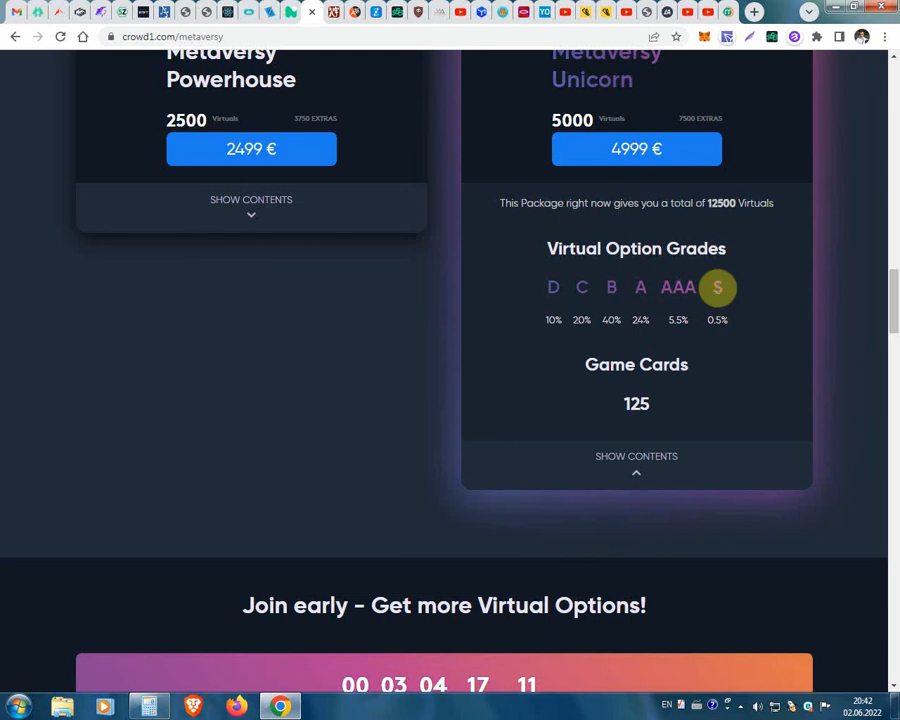 crowd1.com/metaversy
Metaversy
Powerhouse
2500 Virtuals 3750 EXTRAS
2499 €
SHOW CONTENTS
Metaversy
Unicorn
5000 Virtuals 7500 EXTRAS
4999 €
This Package right now gives you a total of 12500 Virtuals
Virtual Option Grades
D C B A AAA S
10% 20% 40% 24% 5.5% 0.5%
Game Cards
125
SHOW CONTENTS
Join early - Get more Virtual Options!
00 03 04 17 11
EN
20:42
02.06.2022